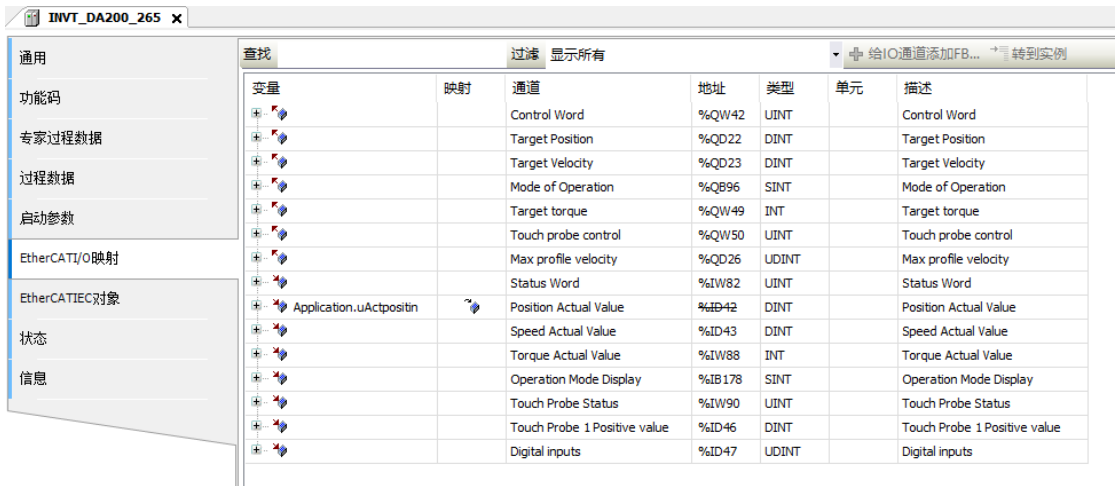 INVT_DA200_265 x
通用
功能码
专家过程数据
过程数据
启动参数
EtherCATI/O映射
EtherCATIEC对象
状态
信息
查找 过滤 显示所有 给IO通道添加FB... 转到实例
变量 映射 通道 地址 类型 单元 描述
Control Word %QW42 UINT Control Word
Target Position %QD22 DINT Target Position
Target Velocity %QD23 DINT Target Velocity
Mode of Operation %QB96 SINT Mode of Operation
Target torque %QW49 INT Target torque
Touch probe control %QW50 UINT Touch probe control
Max profile velocity %QD26 UDINT Max profile velocity
Status Word %IW82 UINT Status Word
Application.uActpositin Position Actual Value %ID42 DINT Position Actual Value
Speed Actual Value %ID43 DINT Speed Actual Value
Torque Actual Value %IW88 INT Torque Actual Value
Operation Mode Display %IB178 SINT Operation Mode Display
Touch Probe Status %IW90 UINT Touch Probe Status
Touch Probe 1 Positive value %ID46 DINT Touch Probe 1 Positive value
Digital inputs %ID47 UDINT Digital inputs